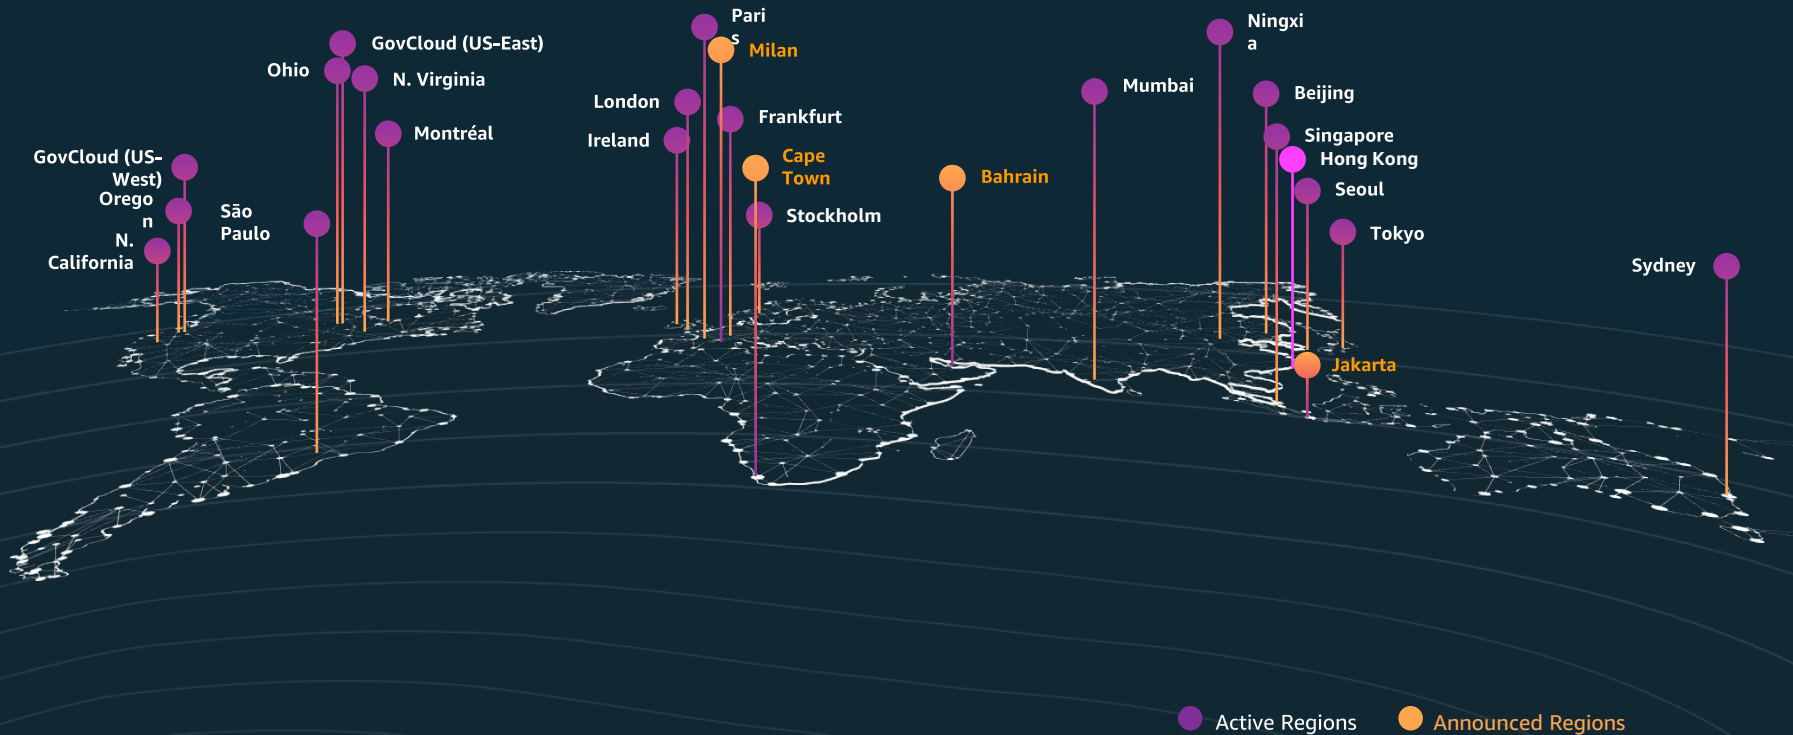 Pari
s
Ningxi
a
GovCloud (US-East)
Milan
Ohio
N. Virginia
Mumbai
Beijing
London
Frankfurt
Montréal
Ireland
Singapore
GovCloud (US-
West)
Cape
Town
Hong Kong
Bahrain
Seoul
Orego
n
São
Paulo
Stockholm
Tokyo
N.
California
Sydney
Jakarta
Active Regions
Announced Regions